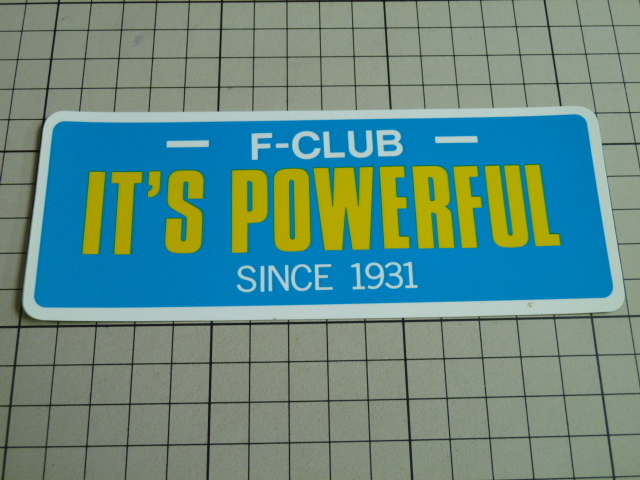 — F-CLUB —
IT'S POWERFUL
SINCE 1931